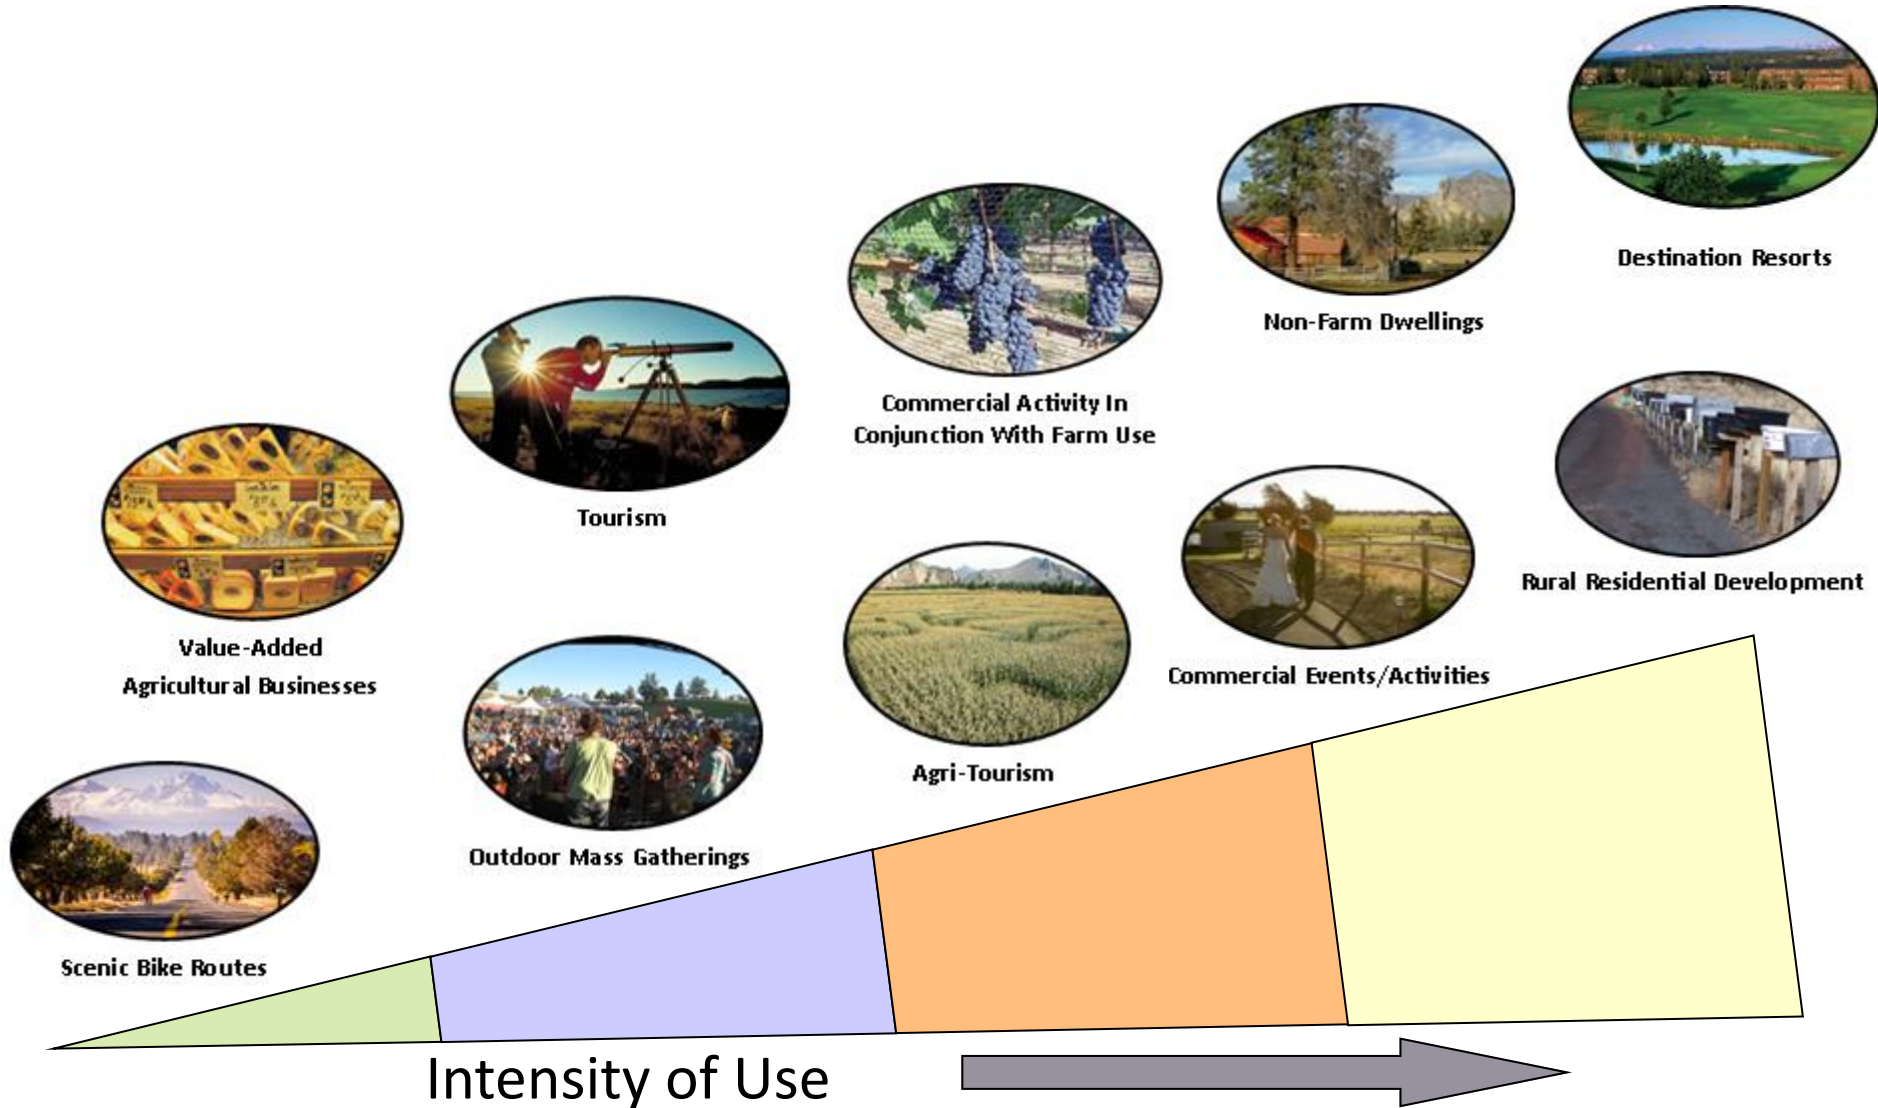 Destination Resorts
Non-Farm Dwellings
Commercial Activity In
Conjunction With Farm Use
Tourism
Rural Residential Development
Value-Added
Agricultural Businesses
Commercial Events/Activities
Agri-Tourism
Outdoor Mass Gatherings
Scenic Bike Routes
Intensity of Use